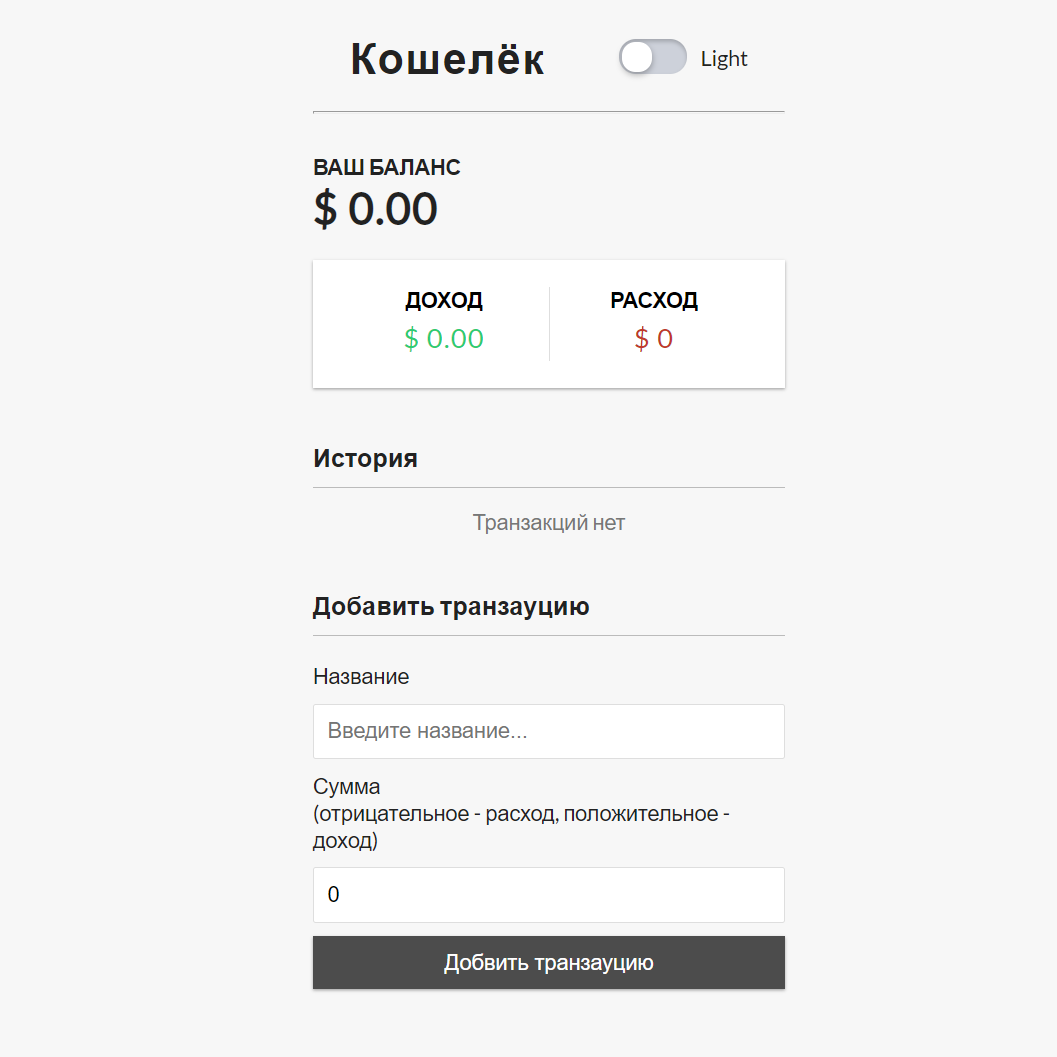 Кошелёк
Light
ВАШ БАЛАНС
$ 0.00
ДОХОД
РАСХОД
$ 0.00
$ 0
История
Транзакций нет
Добавить транзауцию
Название
Введите название...
Сумма
(отрицательное - расход, положительное -
доход)
0
Добвить транзауцию